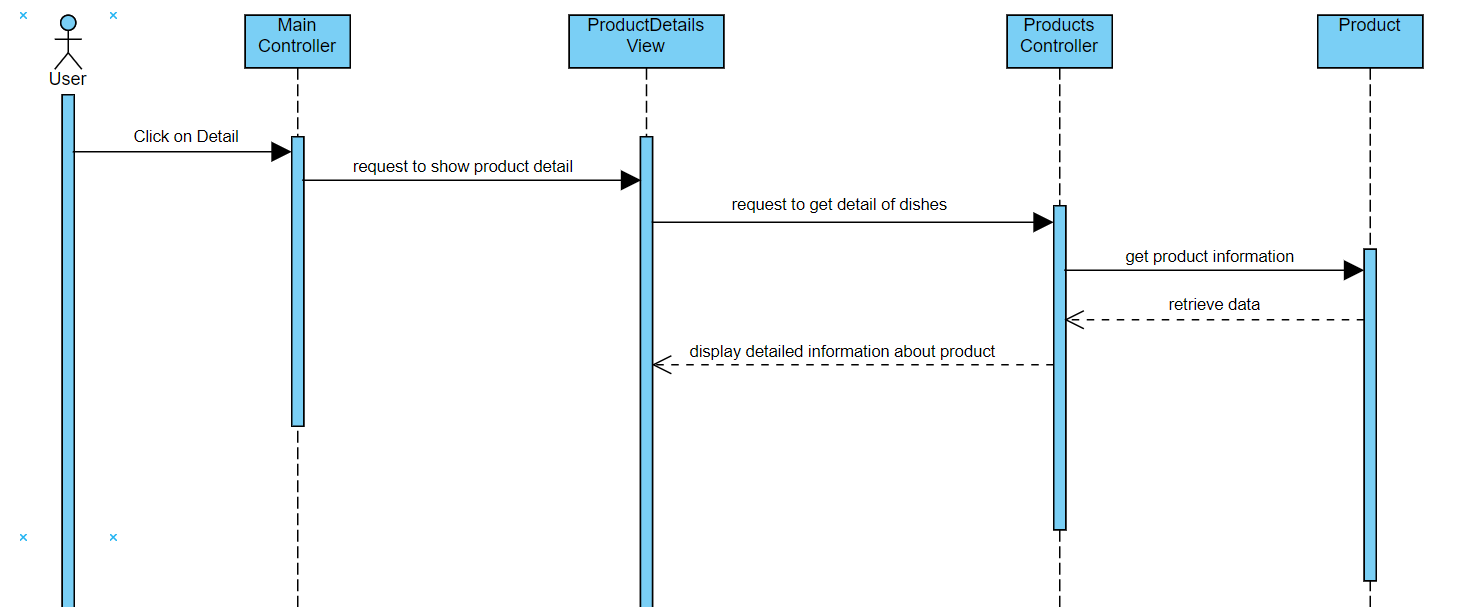 User
Main
Controller
ProductDetails
View
Products
Controller
Product
Click on Detail
request to show product detail
request to get detail of dishes
get product information
retrieve data
display detailed information about product